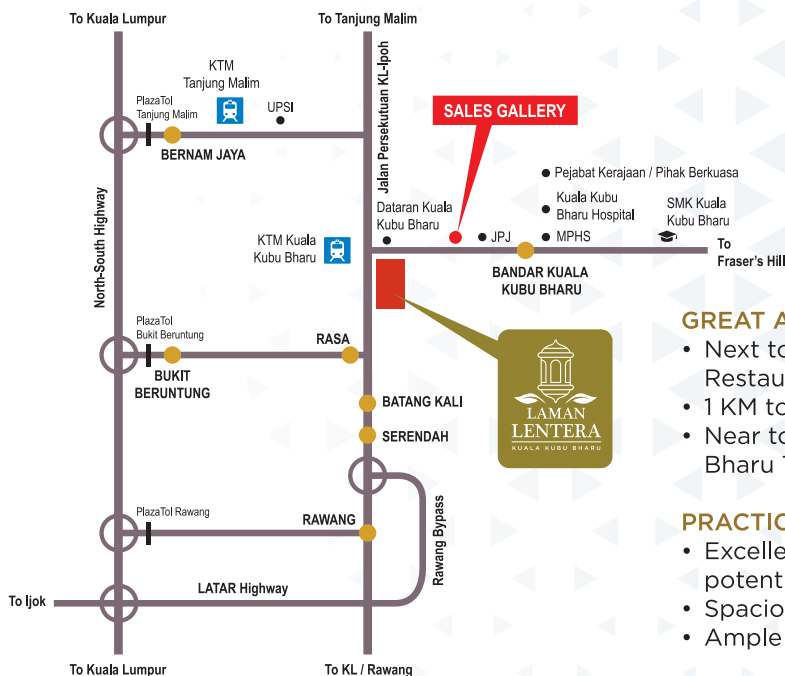 To Kuala Lumpur
To Tanjung Malim
KTM
Tanjung Malim
PlazaTol
Tanjung Malim
UPSI
BERNAM JAYA
Jalan Persekutuan KL-Ipoh
SALES GALLERY
Pejabat Kerajaan / Pihak Berkuasa
Dataran Kuala
Kubu Bharu
Kuala Kubu
Bharu Hospital
SMK Kuala
Kubu Bharu
JPJ
MPHS
KTM Kuala
Kubu Bharu
To
Fraser's Hill
BANDAR KUALA
KUBU BHARU
North-South Highway
PlazaTol
Bukit Beruntung
RASA
BUKIT
BERUNTUNG
BATANG KALI
SERENDAH
LAMAN
LENTERA
KUALA KUBU BHARU
PlazaTol Rawang
RAWANG
Rawang Bypass
LATAR Highway
To Ijok
To Kuala Lumpur
To KL / Rawang
GREAT A
• Next to
Restau
• 1 KM to
• Near to
Bharu T
PRACTIC
• Excelle
potent
• Spacio
• Ample